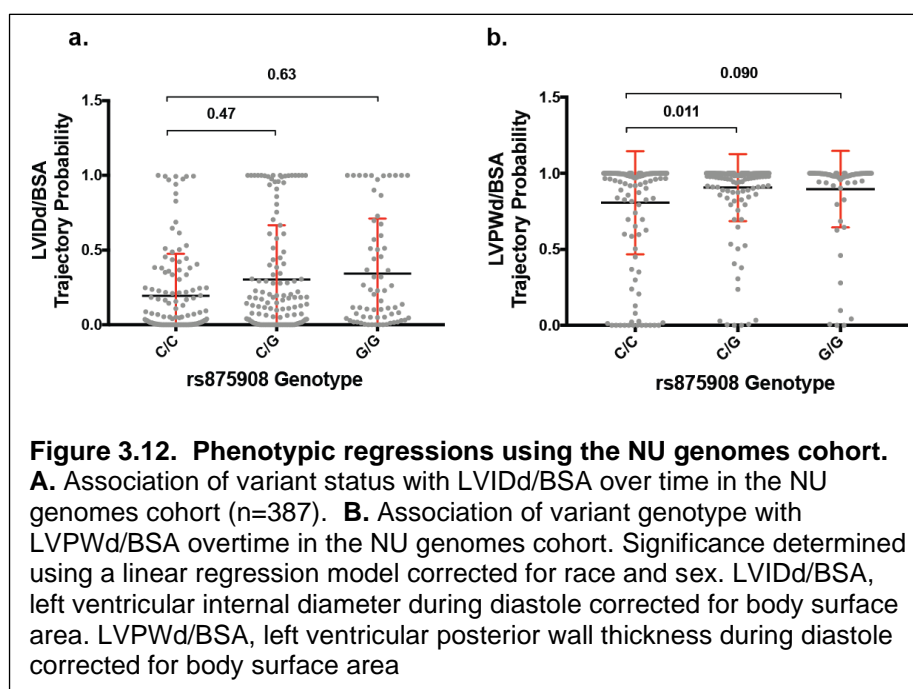 a.
b.
0.63
0.47
0.090
0.011
LVIDd/BSA
Trajectory Probability
1.5
1.0
0.5
0.0
C/C
C/G
G/G
rs875908 Genotype
LVPWd/BSA
Trajectory Probability
1.5
1.0
0.5
0.0
C/C
C/G
G/G
rs875908 Genotype
Figure 3.12. Phenotypic regressions using the NU genomes cohort.
A. Association of variant status with LVIDd/BSA over time in the NU
genomes cohort (n=387). B. Association of variant genotype with
LVPWd/BSA overtime in the NU genomes cohort. Significance determined
using a linear regression model corrected for race and sex. LVIDd/BSA,
left ventricular internal diameter during diastole corrected for body surface
area. LVPWd/BSA, left ventricular posterior wall thickness during diastole
corrected for body surface area